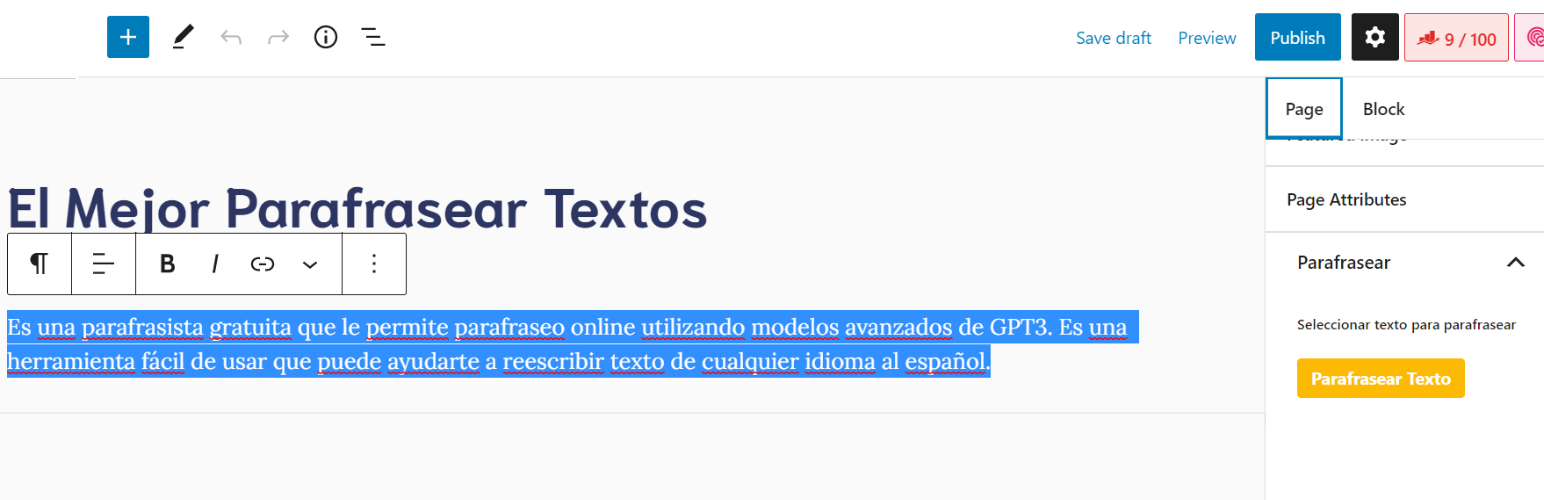 Save draft
Preview
Publish
9 / 100
Page
Block
Featured image
Page Attributes
El Mejor Parafrasear Textos
Parafrasear
B I
Es una parafrasista gratuita que le permite parafraseo online utilizando modelos avanzados de GPT3. Es una
herramienta fácil de usar que puede ayudarte a reescribir texto de cualquier idioma al español.
Seleccionar texto para parafrasear
Parafrasear Texto